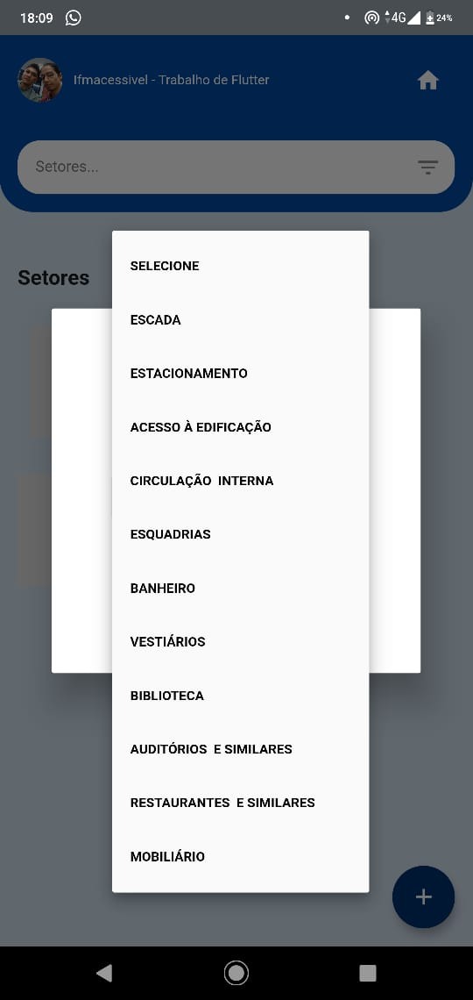 18:09
4G 24%
Ifmacessivel - Trabalho de Flutter
Setores...
Setores
SELECIONE
ESCADA
ESTACIONAMENTO
ACESSO À EDIFICAÇÃO
CIRCULAÇÃO  INTERNA
ESQUADRIAS
BANHEIRO
VESTIÁRIOS
BIBLIOTECA
AUDITÓRIOS  E SIMILARES
RESTAURANTES  E SIMILARES
MOBILIÁRIO